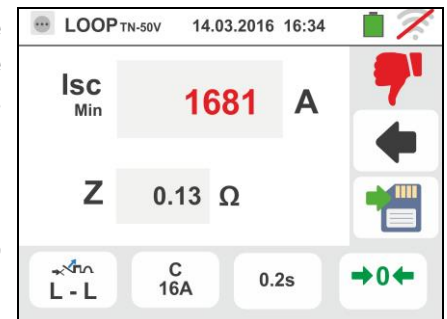 LOOP TN-50V 14.03.2016 16:34
Isc 1681 A
Min
Z 0.13 Ω
L - L
C
16A
0.2s
→0←